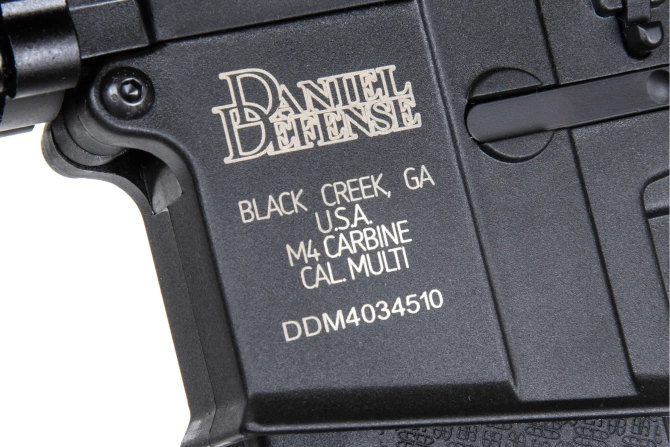 DANIEL
DEFENSE
BLACK CREEK, GA
U.S.A.
M4 CARBINE
CAL. MULTI
DDM4034510